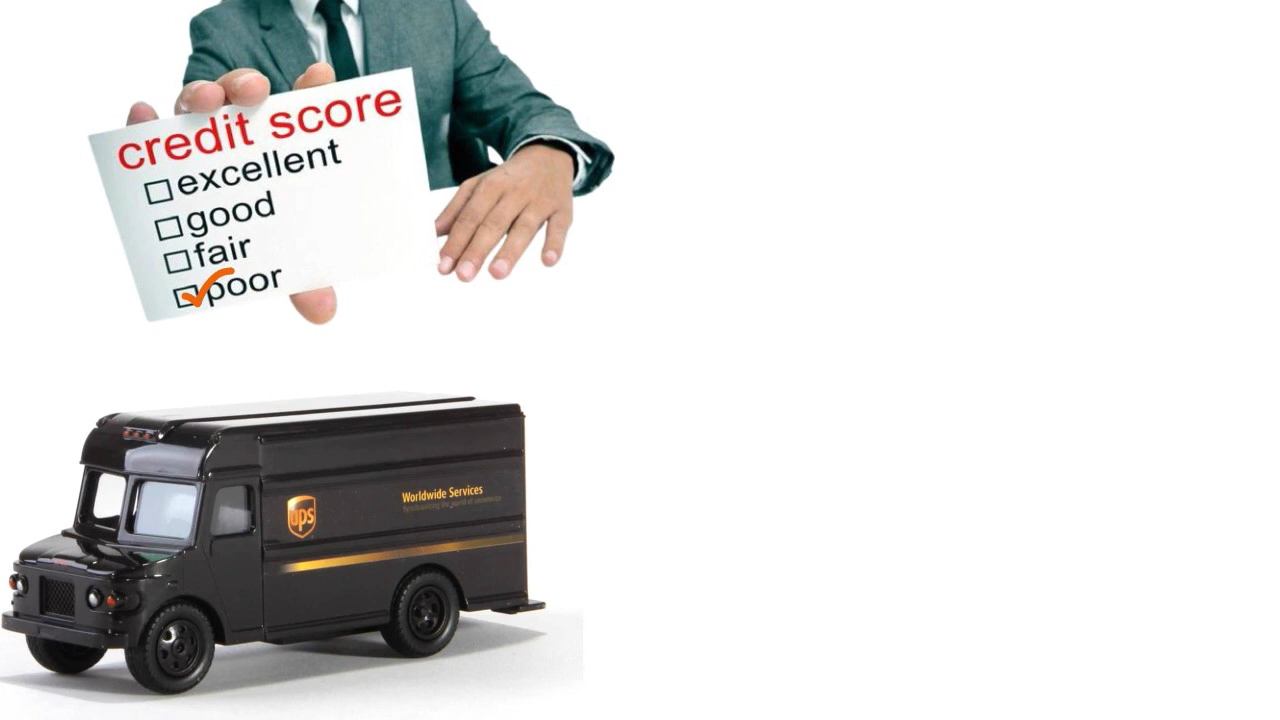 credit score
excellent
good
fair
poor
ups
Worldwide Services